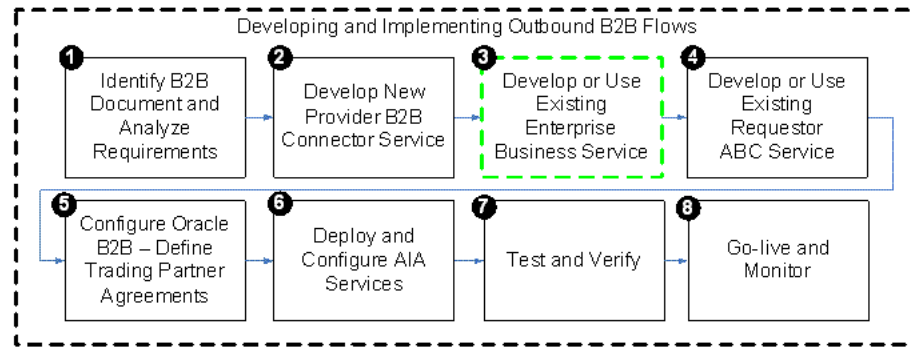 Developing and Implementing Outbound B2B Flows
1
Identify B2B
Document and
Analyze
Requirements
2
Develop New
Provider B2B
Connector Service
3
Develop or Use
Existing
Enterprise
Business Service
4
Develop or Use
Existing
Requestor
ABC Service
5
Configure Oracle
B2B – Define
Trading Partner
Agreements
6
Deploy and
Configure AIA
Services
7
Test and Verify
8
Go-live and
Monitor